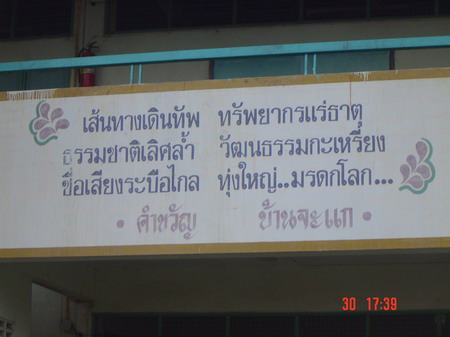 เส้นทางเดินทัพ ทรัพยากรแร่ธาตุ
ธรรมชาติเลิศล้ำ วัฒนธรรมกะเหรี่ยง
ชื่อเสียงระบือไกล ทุ่งใหญ่..มรดกโลก...
• คำขวัญ บ้านจะแก •
30 17:39